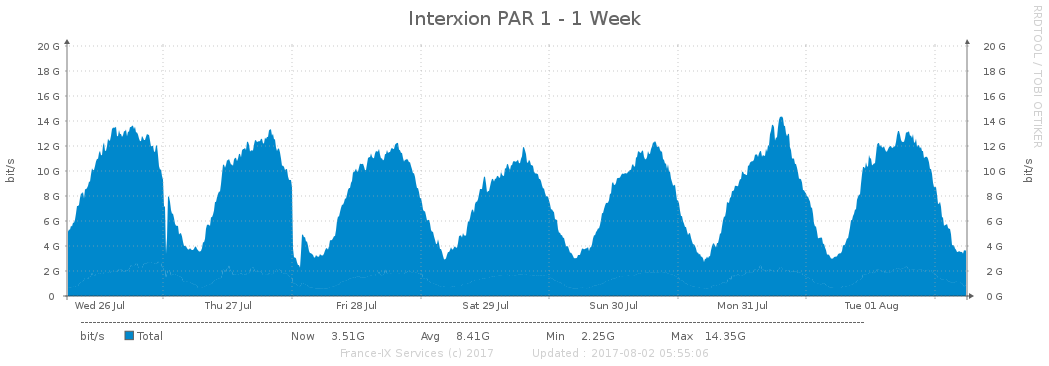 Interxion PAR 1 - 1 Week
RRDTOOL / TOBI OETIKER
20 G 20 G
18 G 18 G
16 G 16 G
14 G 14 G
12 G 12 G
10 G 10 G
8 G 8 G
6 G 6 G
4 G 4 G
2 G 2 G
0 0 G
bit/s
bit/s
Wed 26 Jul Thu 27 Jul Fri 28 Jul Sat 29 Jul Sun 30 Jul Mon 31 Jul Tue 01 Aug
bit/s Total Now 3.51G Avg 8.41G Min 2.25G Max 14.35G
France-IX Services (c) 2017 Updated : 2017-08-02 05:55:06